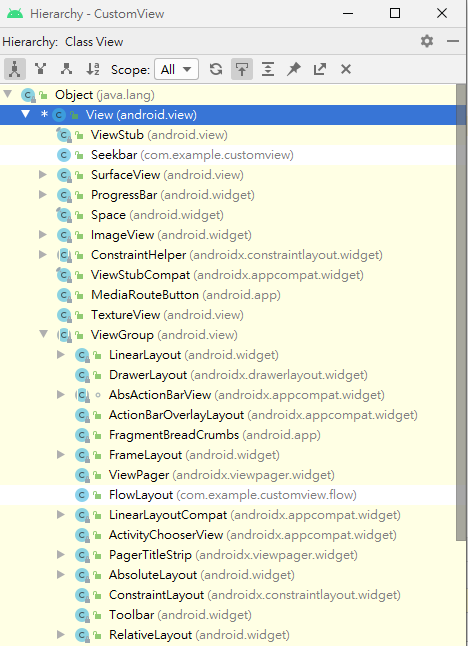 Hierarchy - CustomView
Hierarchy: Class View
Scope: All
Object (java.lang)
* View (android.view)
ViewStub (android.view)
Seekbar (com.example.customview)
SurfaceView (android.view)
ProgressBar (android.widget)
Space (android.widget)
ImageView (android.widget)
ConstraintHelper (androidx.constraintlayout.widget)
ViewStubCompat (androidx.appcompat.widget)
MediaRouteButton (android.app)
TextureView (android.view)
ViewGroup (android.view)
LinearLayout (android.widget)
DrawerLayout (androidx.drawerlayout.widget)
AbsActionBarView (androidx.appcompat.widget)
ActionBarOverlayLayout (androidx.appcompat.widget)
FragmentBreadCrumbs (android.app)
FrameLayout (android.widget)
ViewPager (androidx.viewpager.widget)
FlowLayout (com.example.customview.flow)
LinearLayoutCompat (androidx.appcompat.widget)
ActivityChooserView (androidx.appcompat.widget)
PagerTitleStrip (androidx.viewpager.widget)
AbsoluteLayout (android.widget)
ConstraintLayout (androidx.constraintlayout.widget)
Toolbar (android.widget)
RelativeLayout (android.widget)